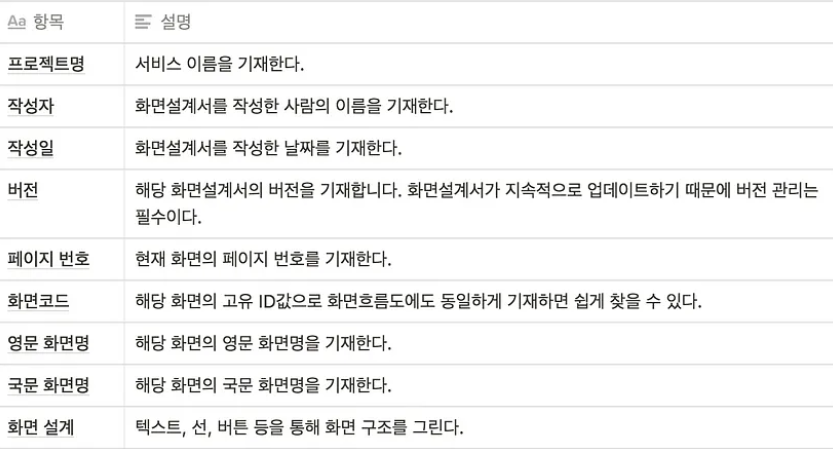 Aa 항목 설명
프로젝트명 서비스 이름을 기재한다.
작성자 화면설계서를 작성한 사람의 이름을 기재한다.
작성일 화면설계서를 작성한 날짜를 기재한다.
버전 해당 화면설계서의 버전을 기재합니다. 화면설계서가 지속적으로 업데이트하기 때문에 버전 관리는
필수이다.
페이지 번호 현재 화면의 페이지 번호를 기재한다.
화면코드 해당 화면의 고유 ID값으로 화면흐름도에도 동일하게 기재하면 쉽게 찾을 수 있다.
영문 화면명 해당 화면의 영문 화면명을 기재한다.
국문 화면명 해당 화면의 국문 화면명을 기재한다.
화면 설계 텍스트, 선, 버튼 등을 통해 화면 구조를 그린다.